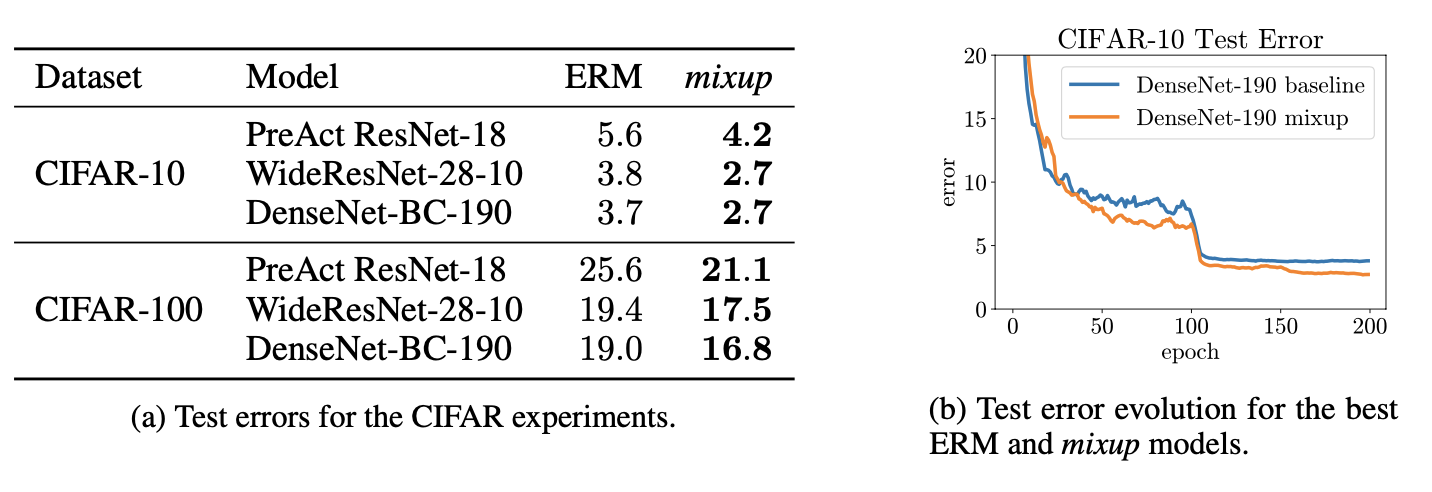 Dataset Model ERM mixup
PreAct ResNet-18 5.6 4.2
CIFAR-10 WideResNet-28-10 3.8 2.7
DenseNet-BC-190 3.7 2.7
PreAct ResNet-18 25.6 21.1
CIFAR-100 WideResNet-28-10 19.4 17.5
DenseNet-BC-190 19.0 16.8
(a) Test errors for the CIFAR experiments.
CIFAR-10 Test Error
20
15
10
5
0
error
DenseNet-190 baseline
DenseNet-190 mixup
0 50 100 150 200
epoch
(b) Test error evolution for the best
ERM and mixup models.